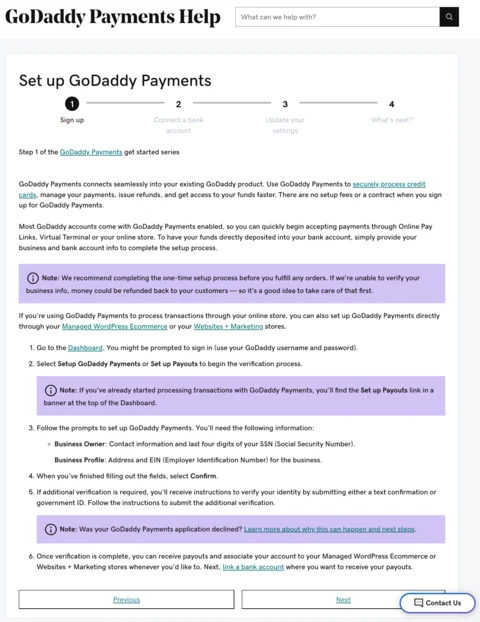 GoDaddy Payments Help
What can we help with?
Set up GoDaddy Payments
1
2
3
4
Sign up
Connect a bank
account
Update your
settings
What's next?
Step 1 of the GoDaddy Payments get started series
GoDaddy Payments connects seamlessly into your existing GoDaddy product. Use GoDaddy Payments to securely process credit
cards, manage your payments, issue refunds, and get access to your funds faster. There are no setup fees or a contract when you sign
up for GoDaddy Payments.
Most GoDaddy accounts come with GoDaddy Payments enabled, so you can quickly begin accepting payments through Online Pay
Links, Virtual Terminal or your online store. To have your funds directly deposited into your bank account, simply provide your
business and bank account info to complete the setup process.
Note: We recommend completing the one-time setup process before you fulfill any orders. If we're unable to verify your
business info, money could be refunded back to your customers — so it's a good idea to take care of that first.
If you're using GoDaddy Payments to process transactions through your online store, you can also set up GoDaddy Payments directly
through your Managed WordPress Ecommerce or your Websites + Marketing stores.
1. Go to the Dashboard. You might be prompted to sign in (use your GoDaddy username and password).
2. Select Setup GoDaddy Payments or Set up Payouts to begin the verification process.
Note: If you've already started processing transactions with GoDaddy Payments, you'll find the Set up Payouts link in a
banner at the top of the Dashboard.
3. Follow the prompts to set up GoDaddy Payments. You'll need the following information:
Business Owner: Contact information and last four digits of your SSN (Social Security Number).
Business Profile: Address and EIN (Employer Identification Number) for the business.
4. When you've finished filling out the fields, select Confirm.
5. If additional verification is required, you'll receive instructions to verify your identity by submitting either a text confirmation or
government ID. Follow the instructions to submit the additional verification.
Note: Was your GoDaddy Payments application declined? Learn more about why this can happen and next steps.
6. Once verification is complete, you can receive payouts and associate your account to your Managed WordPress Ecommerce or
Websites + Marketing stores whenever you'd like to. Next, link a bank account where you want to receive your payouts.
Previous
Next
Contact Us